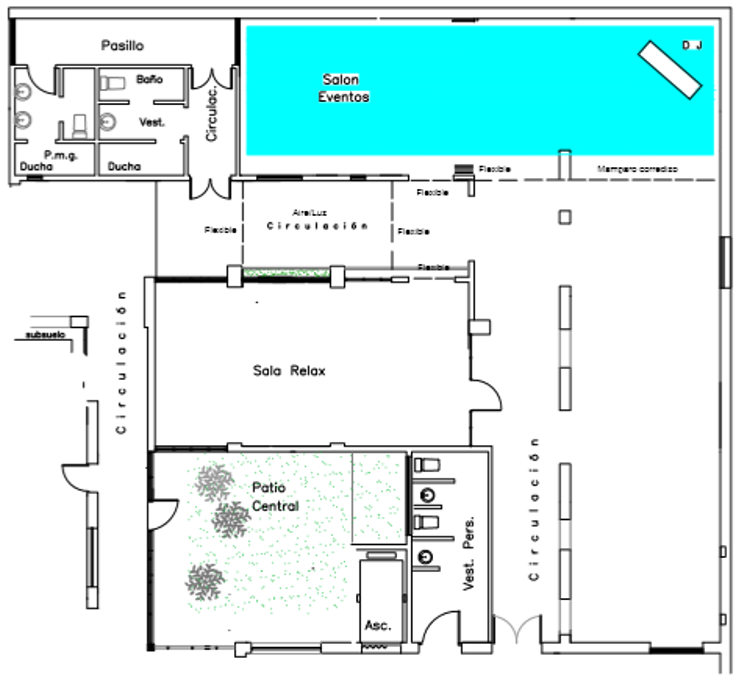 Pasillo
D J
Salon
Eventos
Baño
Circulac.
Vest.
P.m.g.
Ducha
Ducha
Flexible
Mampara corrediza
Flexible
Aire/Luz
Circulación
Flexible
Flexible
Flexible
Circulación
subsuelo
Sala Relax
Circulación
Patio
Central
Vest. Pers.
Asc.